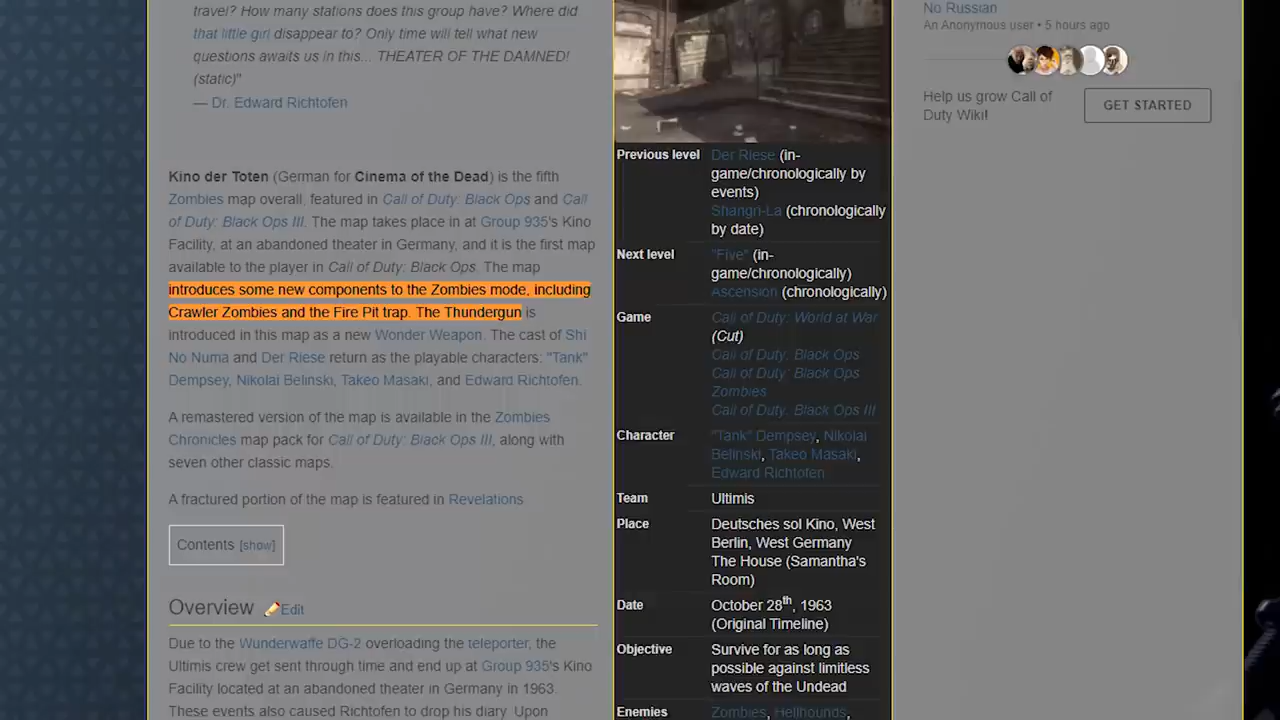 travel? How many stations does this group have? Where did
that little girl disappear to? Only time will tell what new
questions awaits us in this... THEATER OF THE DAMNED!
(static)"
— Dr. Edward Richtofen
Kino der Toten (German for Cinema of the Dead) is the fifth
Zombies map overall, featured in Call of Duty: Black Ops and Call
of Duty: Black Ops III. The map takes place in at Group 935's Kino
Facility, at an abandoned theater in Germany, and it is the first map
available to the player in Call of Duty: Black Ops. The map
introduces some new components to the Zombies mode, including
Crawler Zombies and the Fire Pit trap. The Thundergun is
introduced in this map as a new Wonder Weapon. The cast of Shi
No Numa and Der Riese return as the playable characters: "Tank"
Dempsey, Nikolai Belinski, Takeo Masaki, and Edward Richtofen.
A remastered version of the map is available in the Zombies
Chronicles map pack for Call of Duty: Black Ops III, along with
seven other classic maps.
A fractured portion of the map is featured in Revelations
Contents [show]
Overview Edit
Due to the Wunderwaffe DG-2 overloading the teleporter, the
Ultimis crew get sent through time and end up at Group 935's Kino
Facility located at an abandoned theater in Germany in 1963.
These events also caused Richtofen to drop his diary. Upon
Previous level Der Riese (in-
game/chronologically by
events)
Shangri-La (chronologically
by date)
Next level "Five" (in-
game/chronologically)
Ascension (chronologically)
Game Call of Duty: World at War
(Cut)
Call of Duty: Black Ops
Call of Duty: Black Ops
Zombies
Call of Duty: Black Ops III
Character "Tank" Dempsey, Nikolai
Belinski, Takeo Masaki,
Edward Richtofen
Team Ultimis
Place Deutsches sol Kino, West
Berlin, West Germany
The House (Samantha's
Room)
Date October 28th, 1963
(Original Timeline)
Objective Survive for as long as
possible against limitless
waves of the Undead
Enemies Zombies, Hellhounds,
No Russian
An Anonymous user • 5 hours ago
Help us grow Call of
Duty Wiki!
GET STARTED